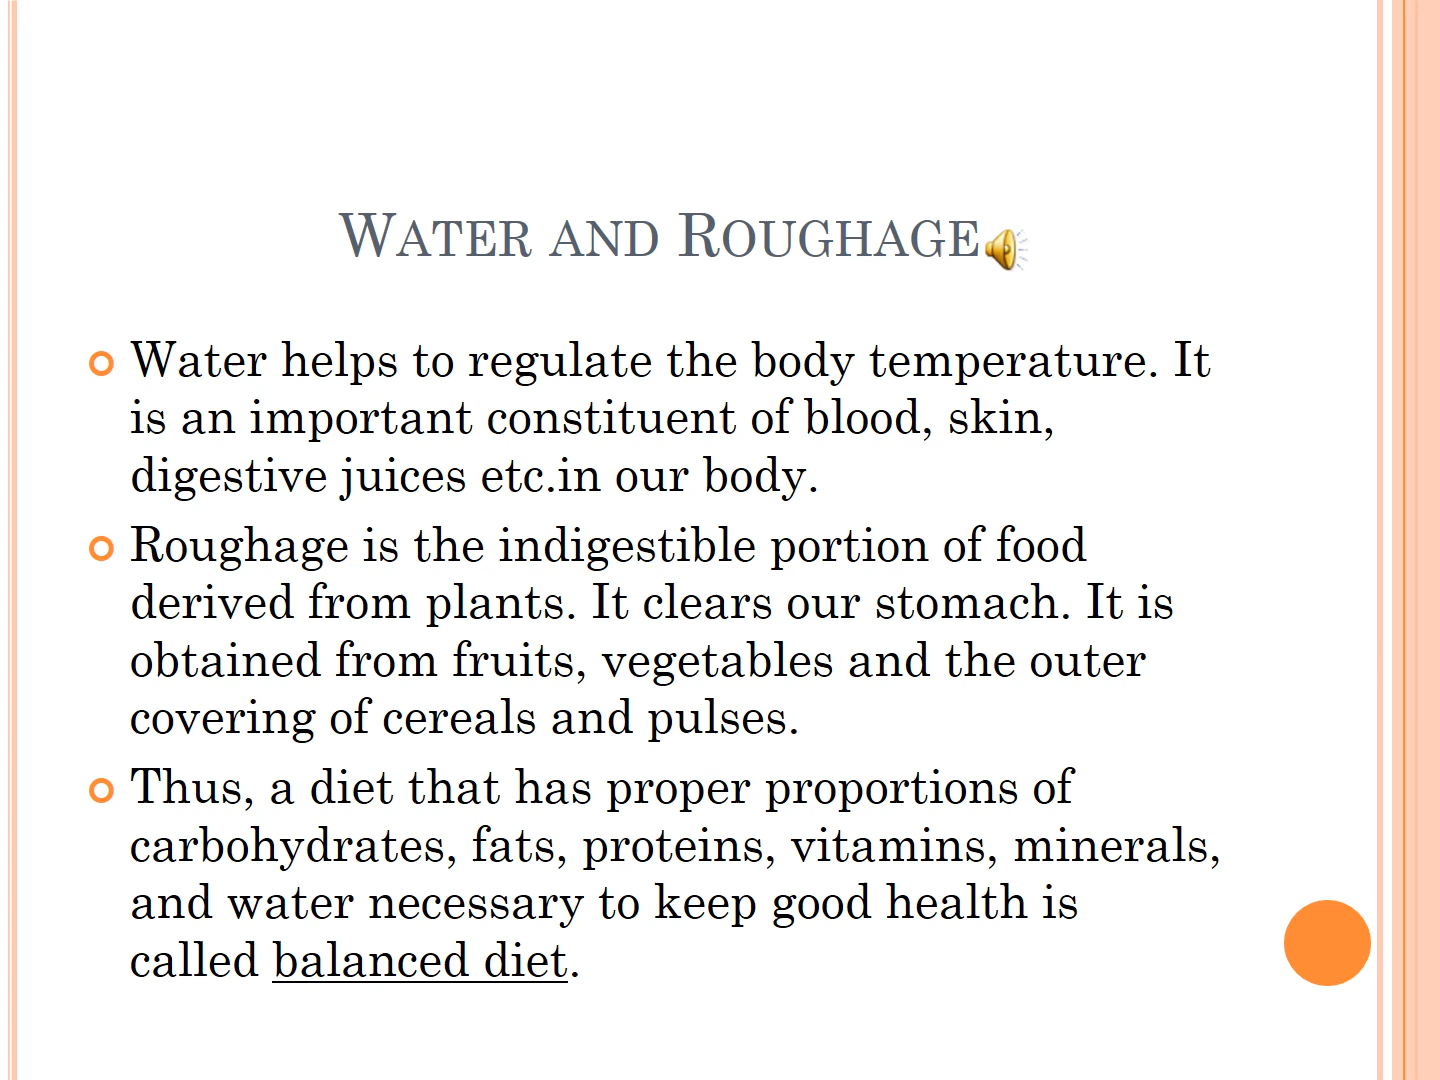 WATER AND ROUGHAGE
Water helps to regulate the body temperature. It
is an important constituent of blood, skin,
digestive juices etc.in our body.
Roughage is the indigestible portion of food
derived from plants. It clears our stomach. It is
obtained from fruits, vegetables and the outer
covering of cereals and pulses.
Thus, a diet that has proper proportions of
carbohydrates, fats, proteins, vitamins, minerals,
and water necessary to keep good health is
called balanced diet.